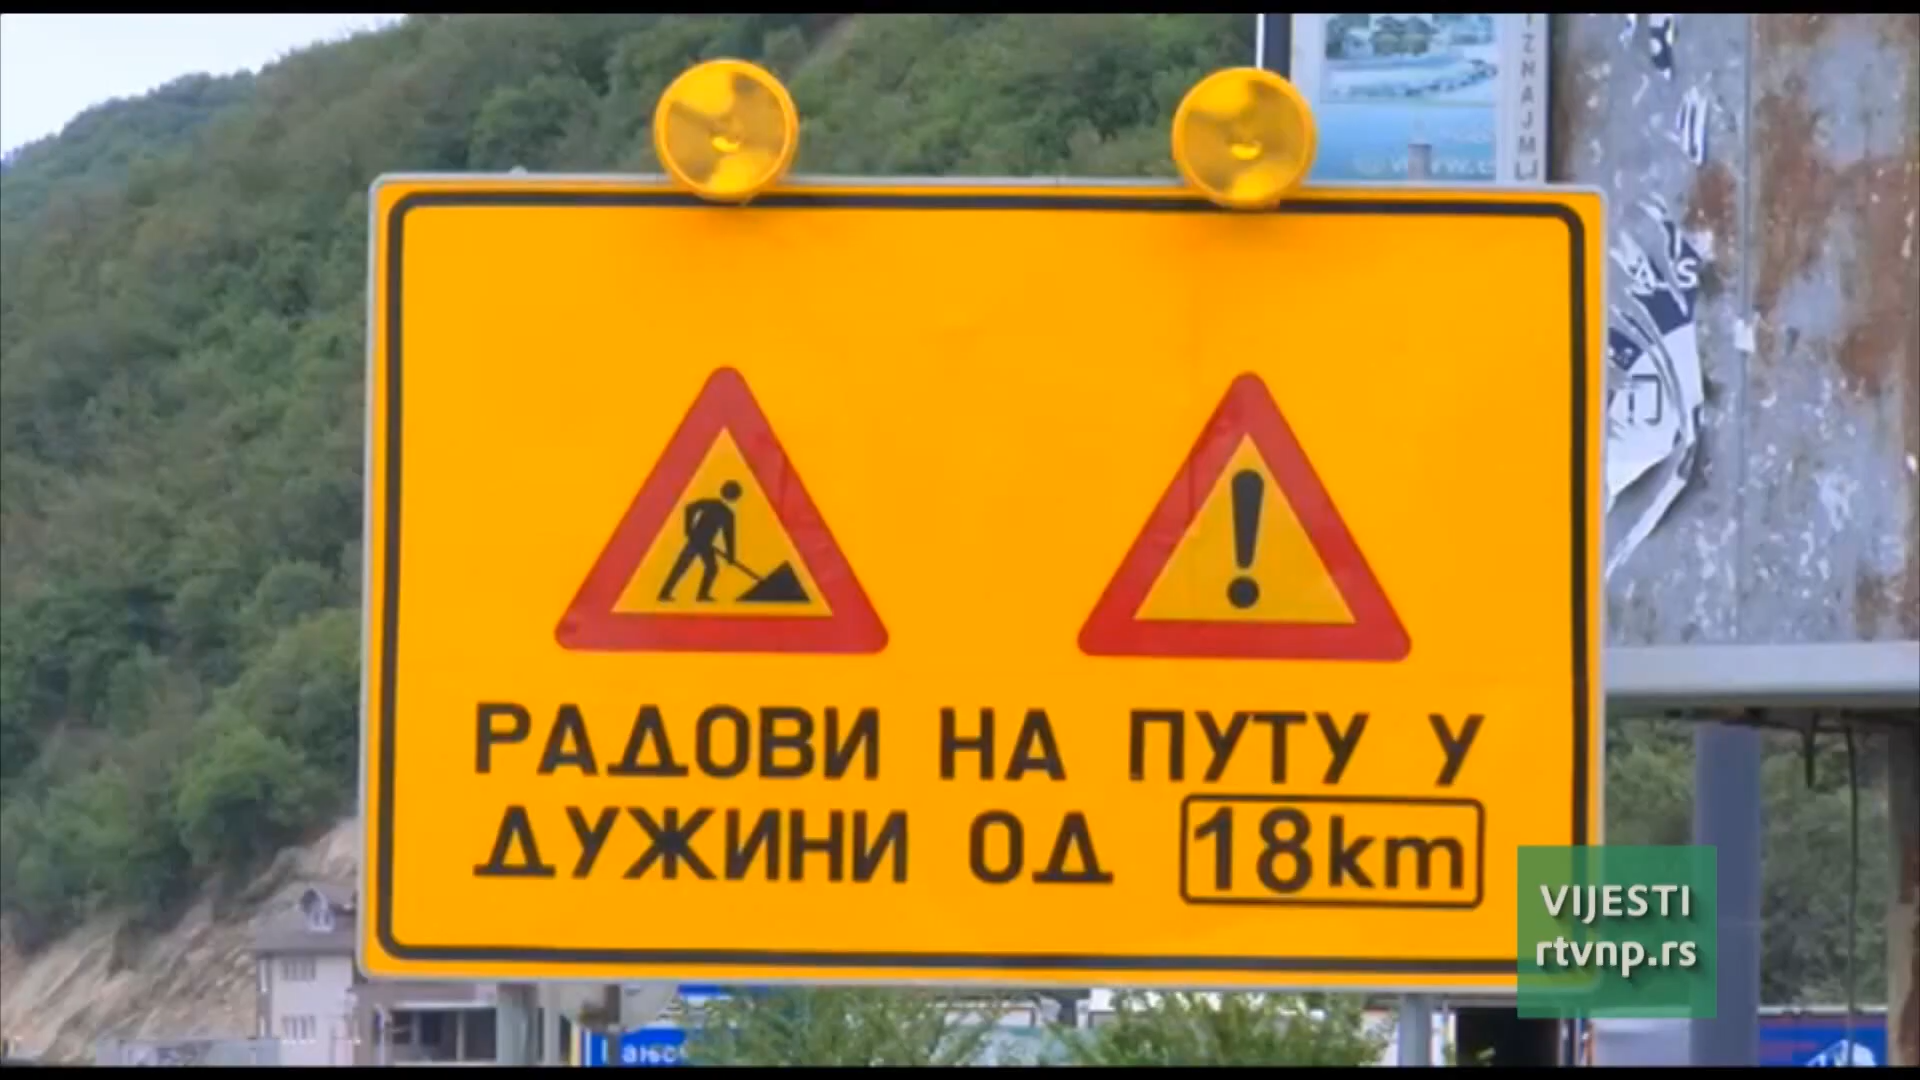 РАДОВИ НА ПУТУ У
ДУЖИНИ ОД 18km
VIJESTI
rtvnp.rs